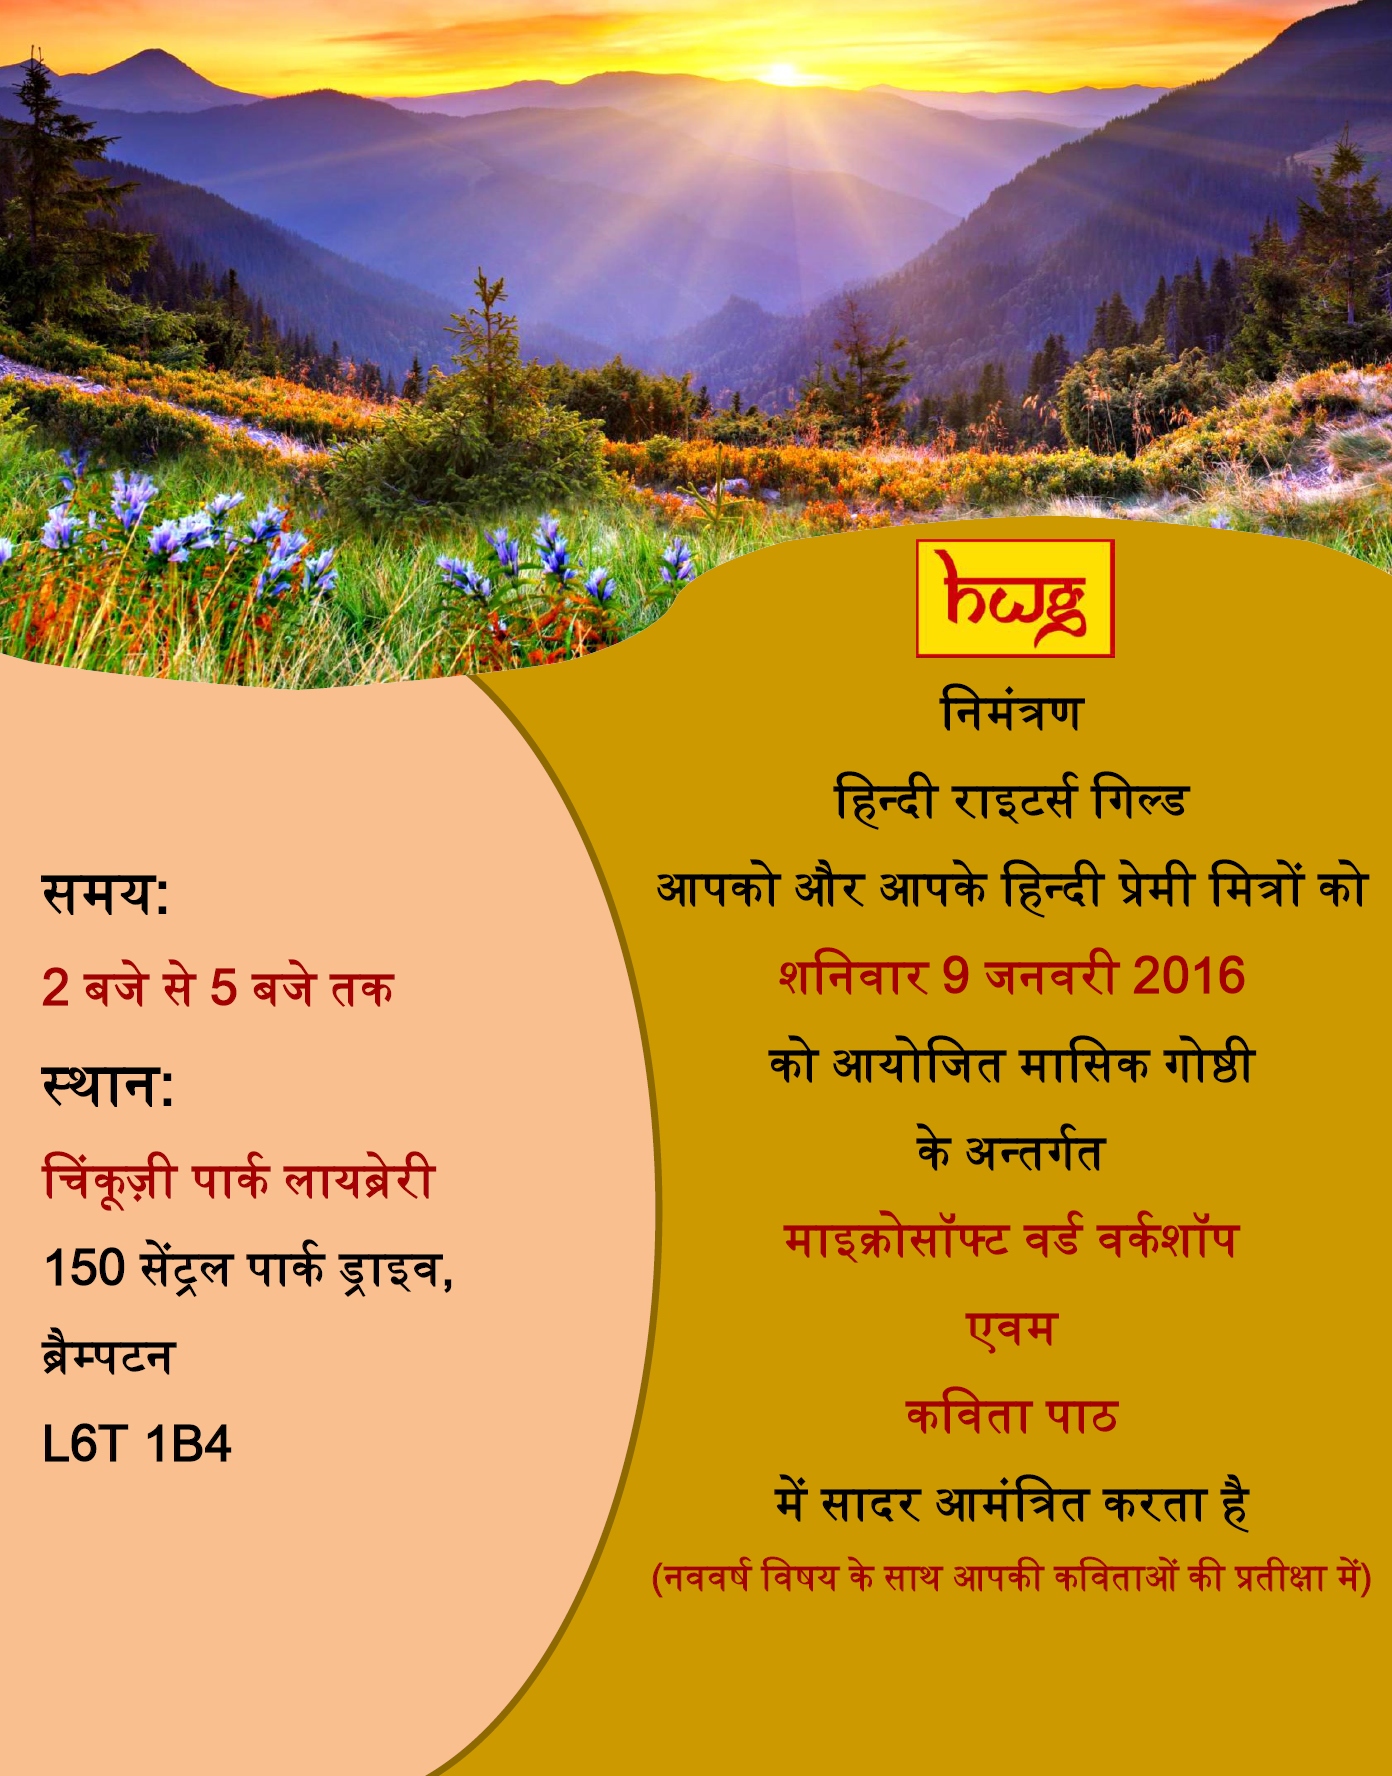 hwg
निमंत्रण
हिन्दी राइटर्स गिल्ड
आपको और आपके हिन्दी प्रेमी मित्रों को
शनिवार 9 जनवरी 2016
को आयोजित मासिक गोष्ठी
के अन्तर्गत
माइक्रोसॉफ्ट वर्ड वर्कशॉप
एवम
कविता पाठ
में सादर आमंत्रित करता है
(नववर्ष विषय के साथ आपकी कविताओं की प्रतीक्षा में)
समय:
2 बजे से 5 बजे तक
स्थान:
चिंकूज़ी पार्क लायब्रेरी
150 सेंट्रल पार्क ड्राइव,
ब्रैम्पटन
L6T 1B4